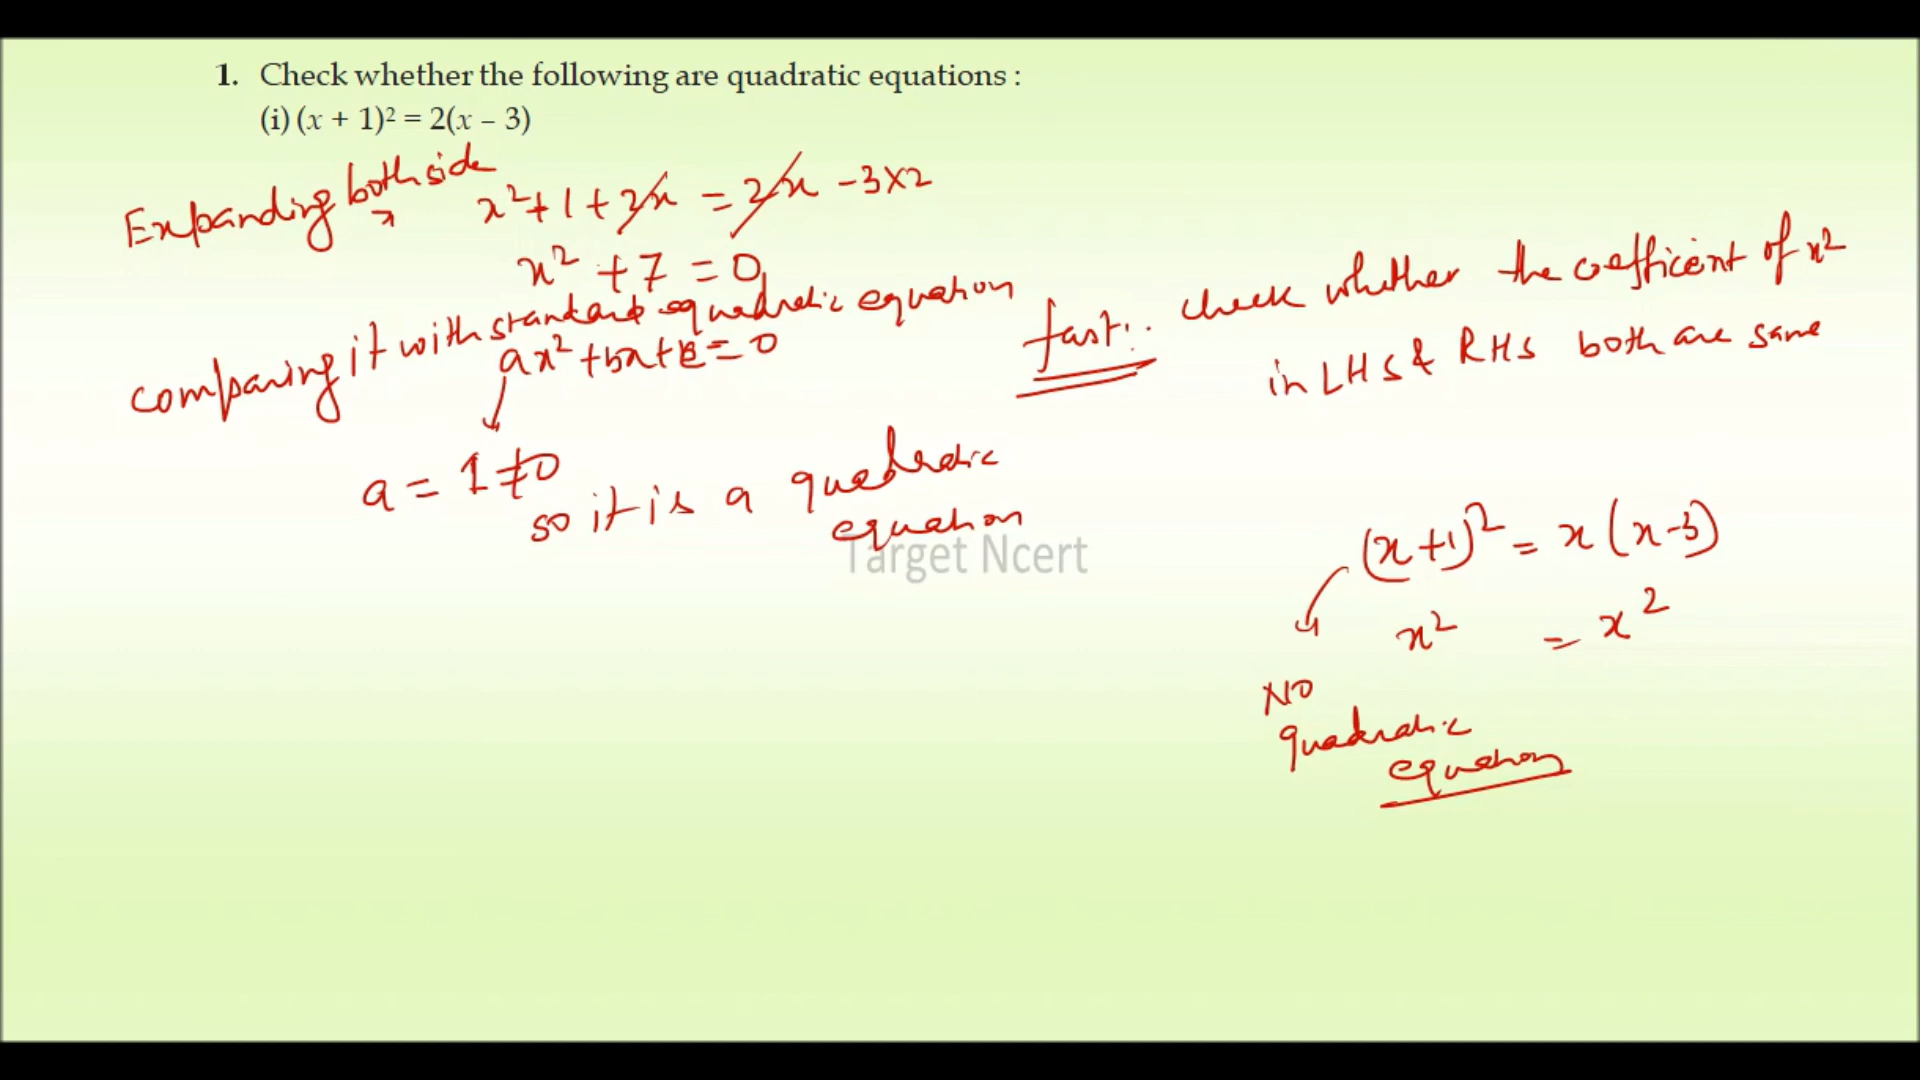 1. Check whether the following are quadratic equations :
(i) (x + 1)² = 2(x – 3)
Expanding both side
x² + 1 + 2x = 2x - 3×2
x² + 7 = 0
comparing it with standard quadratic equation
ax² + bx + c = 0
a = 1 ≠ 0
so it is a quadratic
equation
fast:. check whether the coefficient of x²
in LHS & RHS both are same
(x+1)² = x(x-3)
x² = x²
NO
quadratic
equation
Target Ncert